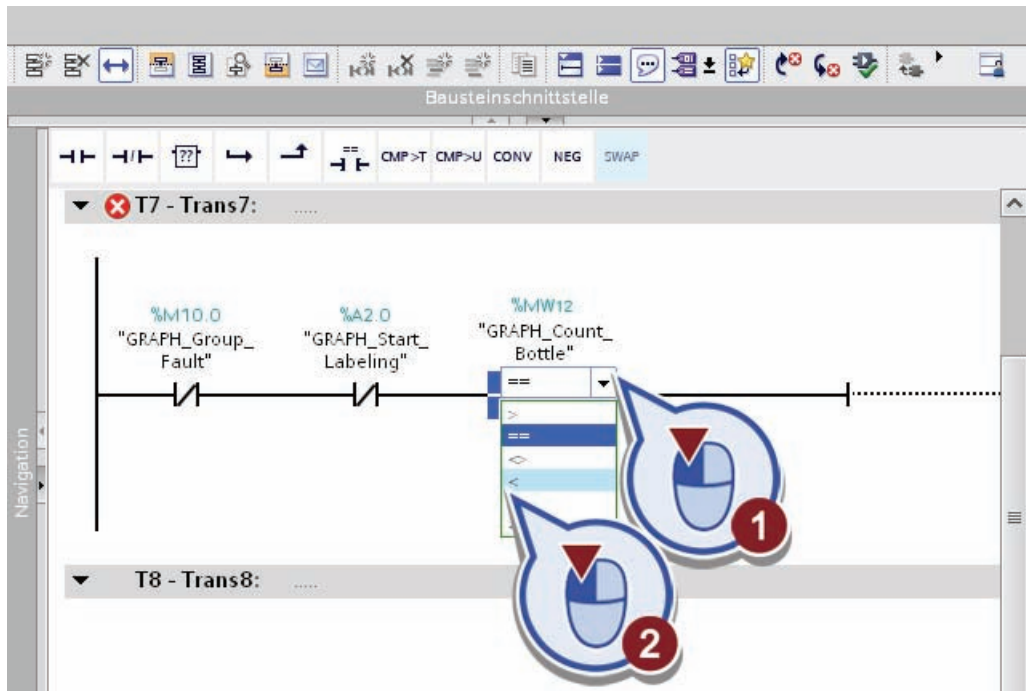 Bausteinschnittstelle
?? == CMP>T CMP>U CONV NEG SWAP
T7 - Trans7: .....
%M10.0
"GRAPH_Group_
Fault"
%A2.0
"GRAPH_Start_
Labeling"
%MW12
"GRAPH_Count_
Bottle"
==
>
==
<>
<
1
2
T8 - Trans8: .....
Navigation